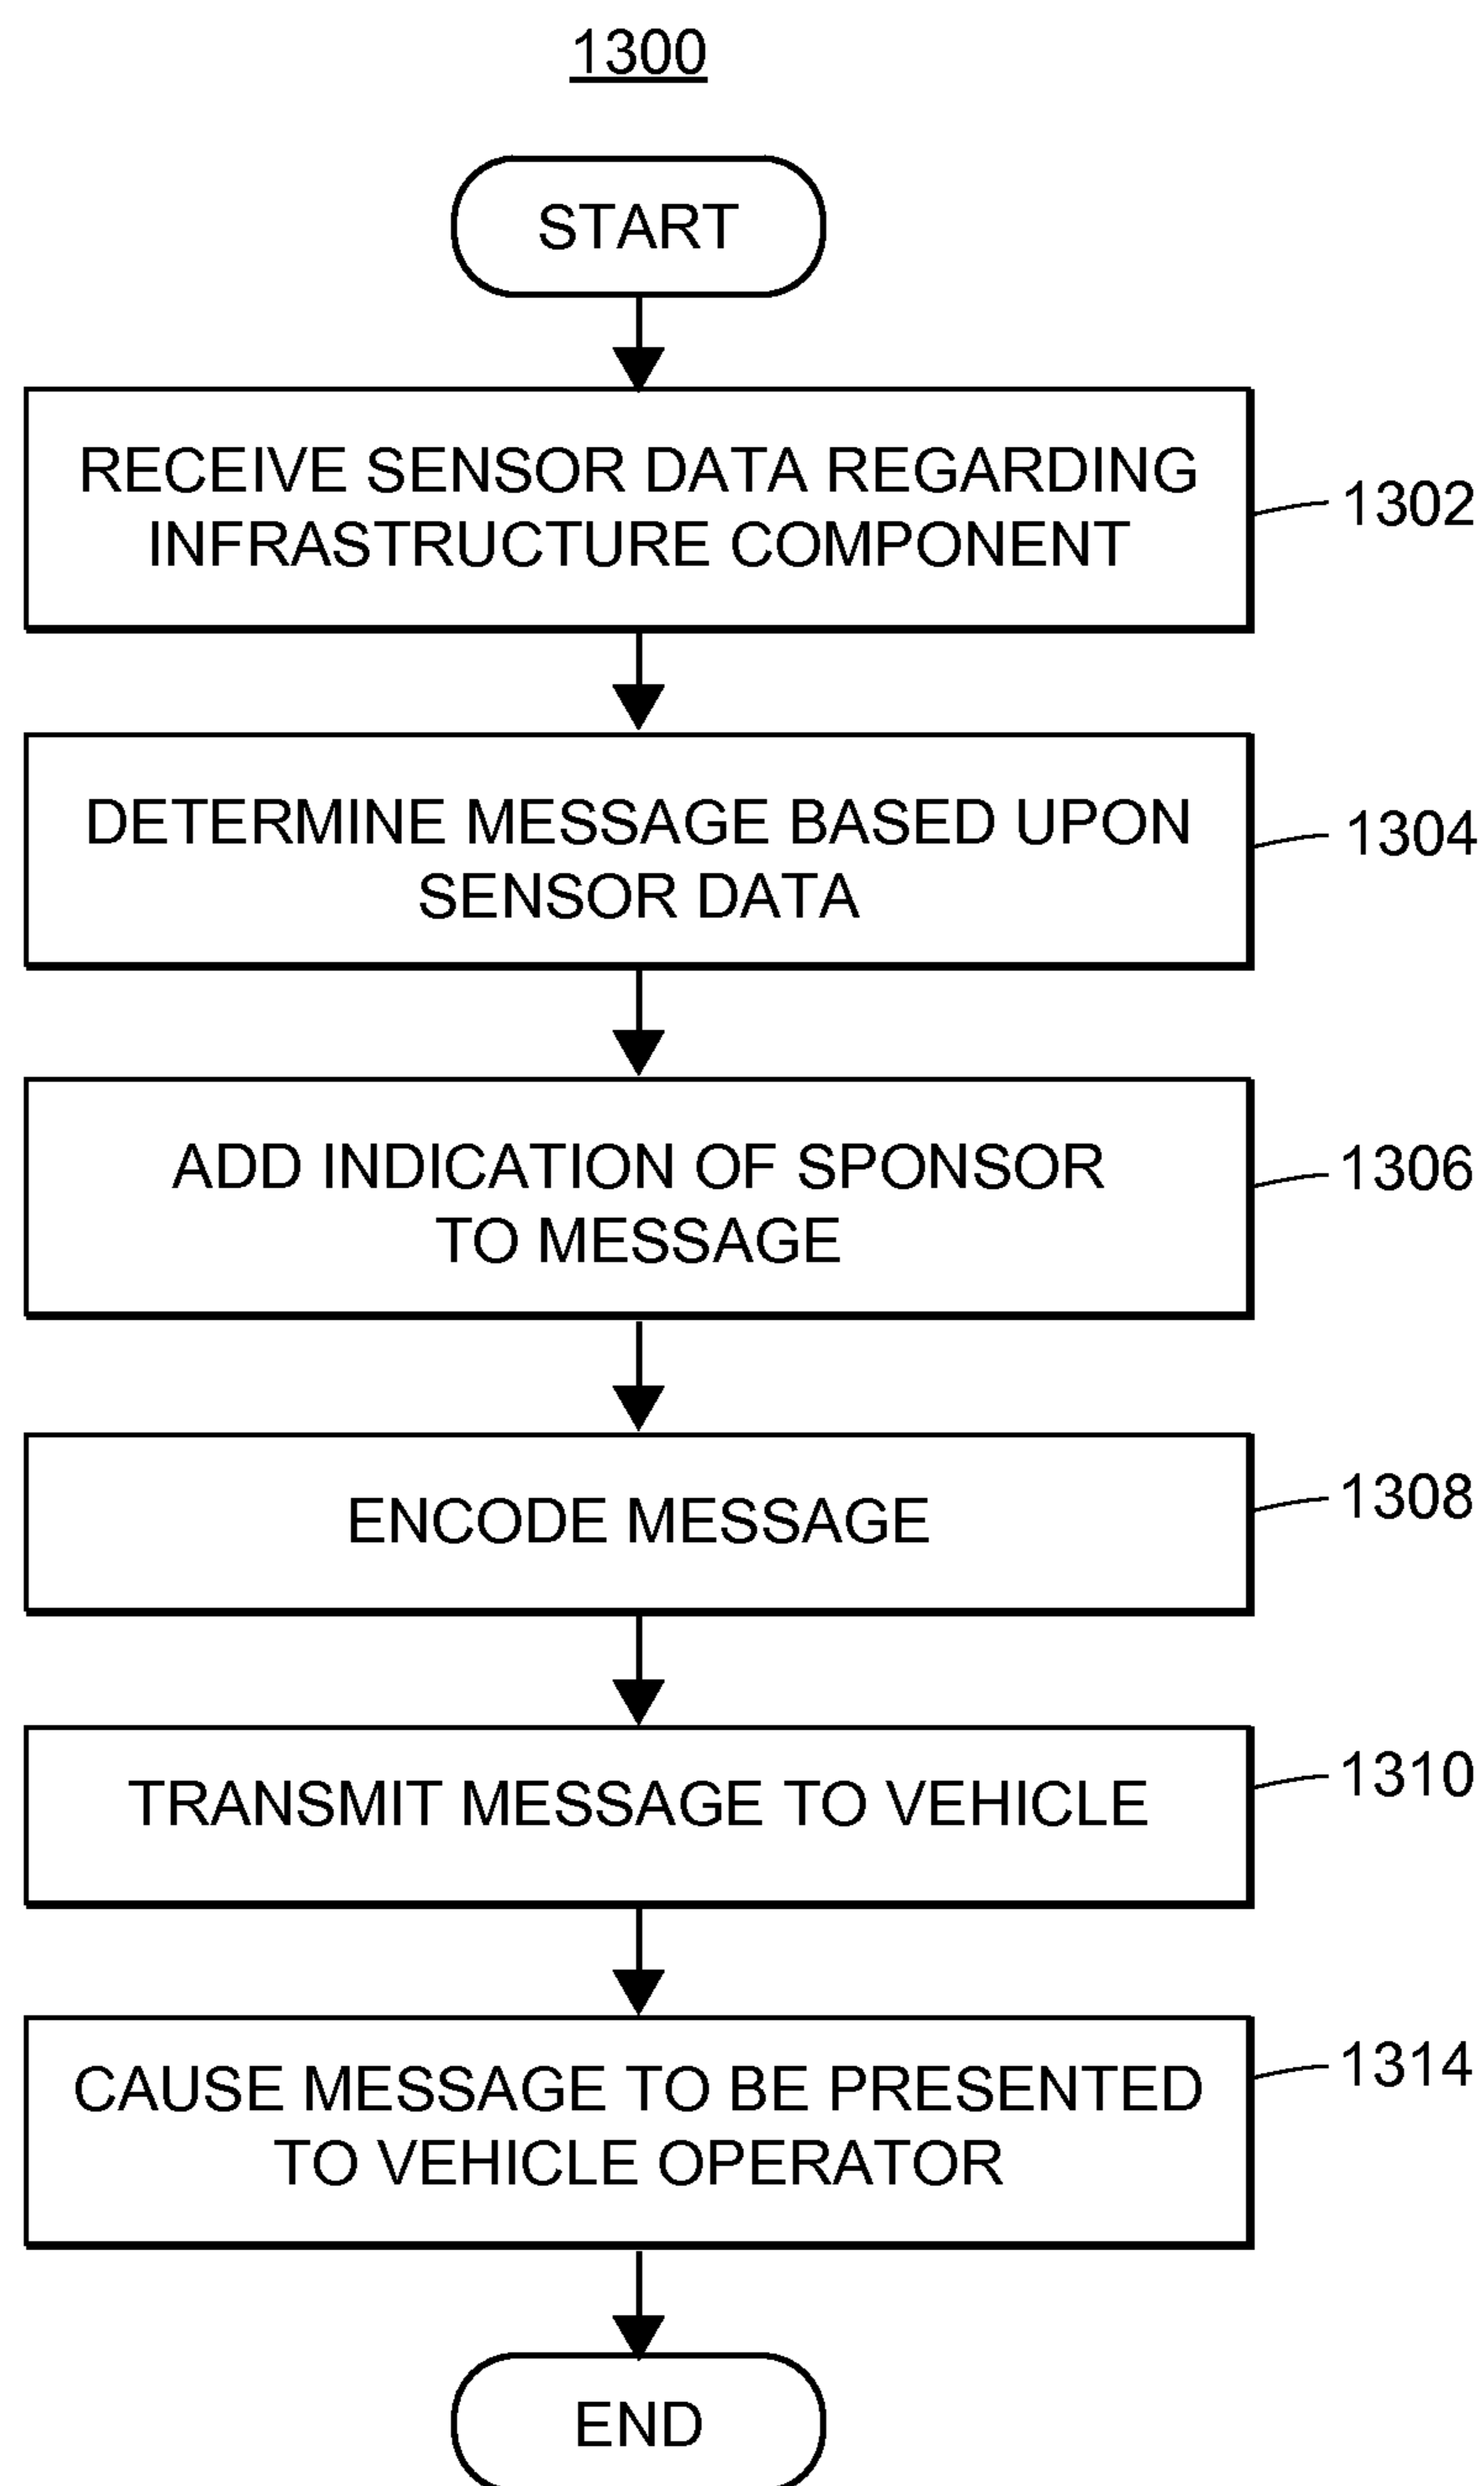 1300
START
RECEIVE SENSOR DATA REGARDING
INFRASTRUCTURE COMPONENT
1302
DETERMINE MESSAGE BASED UPON
SENSOR DATA
1304
ADD INDICATION OF SPONSOR
TO MESSAGE
1306
ENCODE MESSAGE
1308
TRANSMIT MESSAGE TO VEHICLE
1310
CAUSE MESSAGE TO BE PRESENTED
TO VEHICLE OPERATOR
1314
END